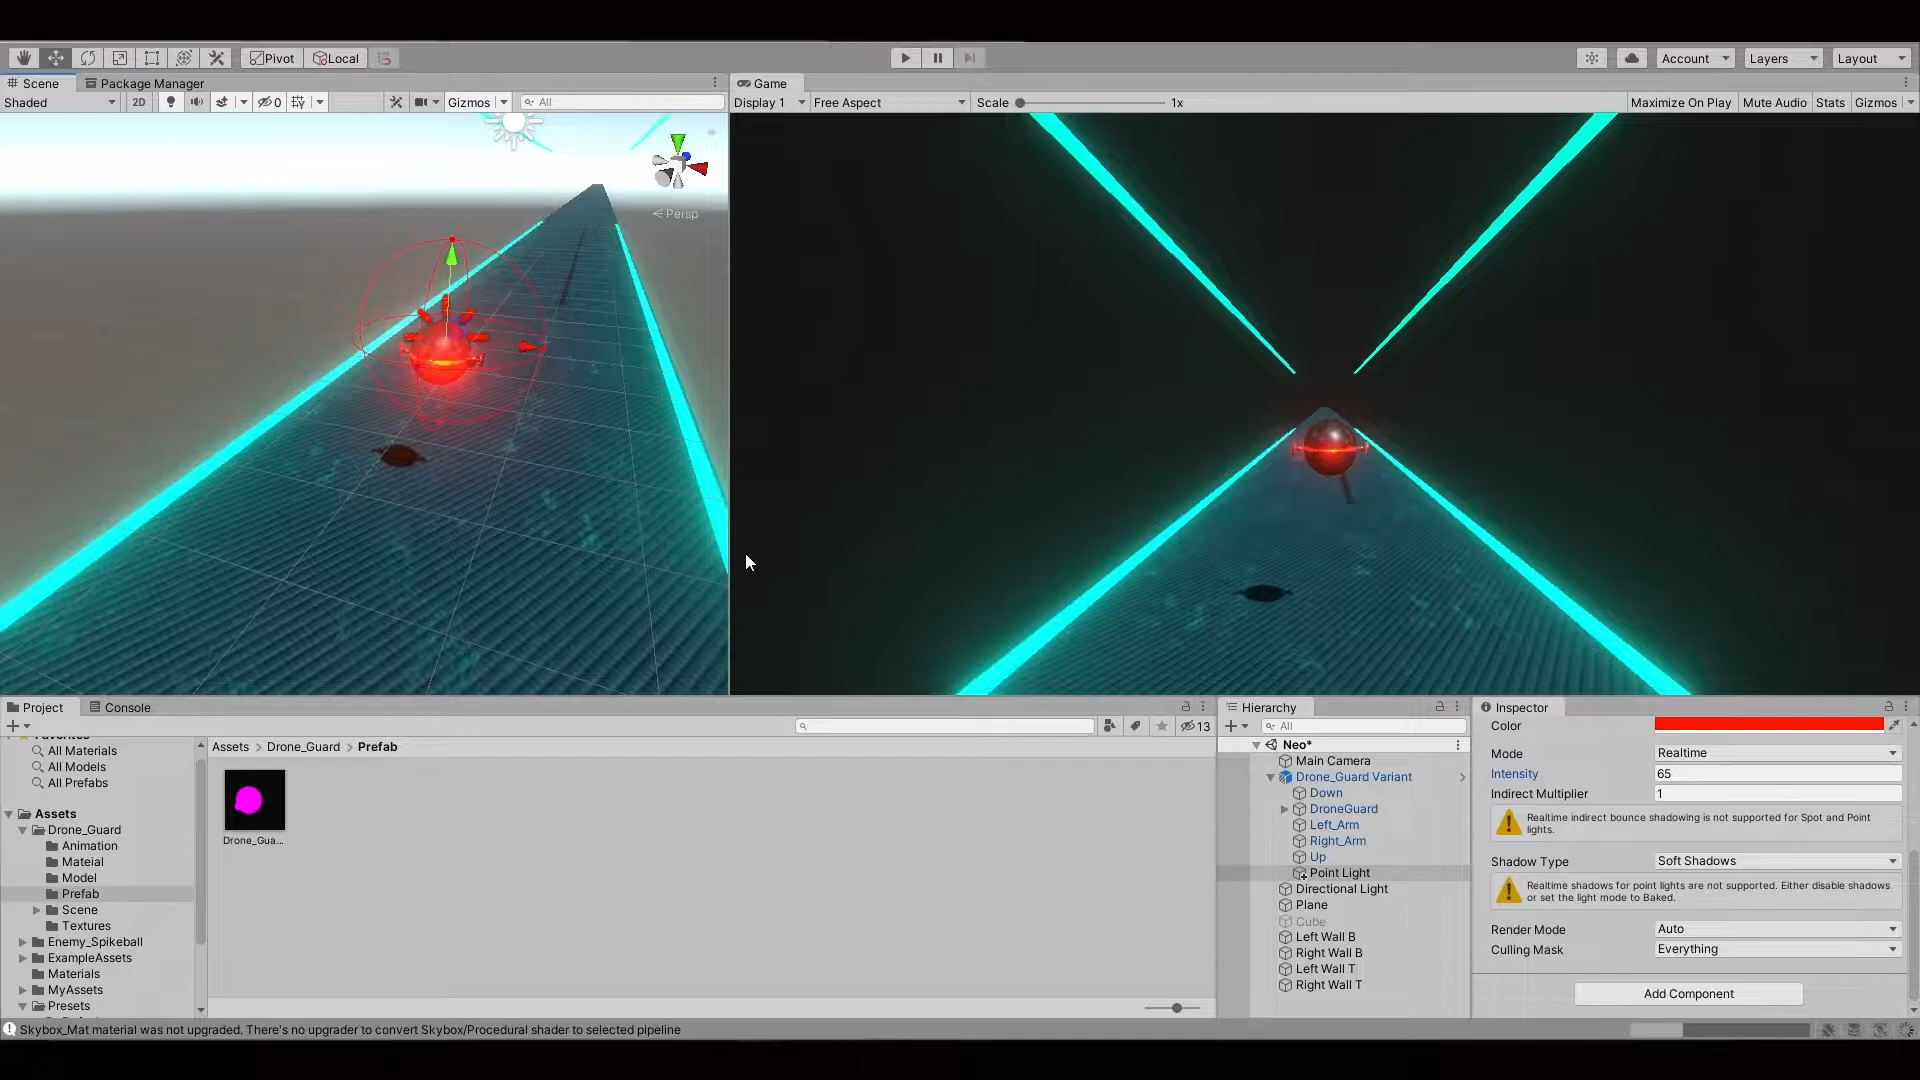 Pivot Local Account Layers Layout
Scene Package Manager Game
Shaded 2D 0 Gizmos All Display 1 Free Aspect Scale 1x Maximize On Play Mute Audio Stats Gizmos
Persp
Project Console
13
All Materials
All Models
All Prefabs
Assets
Drone_Guard
Animation
Mateial
Model
Prefab
Scene
Textures
Enemy_Spikeball
ExampleAssets
Materials
MyAssets
Presets
Assets > Drone_Guard > Prefab
Drone_Gua...
Hierarchy
All
Neo*
Main Camera
Drone_Guard Variant
Down
DroneGuard
Left_Arm
Right_Arm
Up
Point Light
Directional Light
Plane
Cube
Left Wall B
Right Wall B
Left Wall T
Right Wall T
Inspector
Color
Mode Realtime
Intensity 65
Indirect Multiplier 1
Realtime indirect bounce shadowing is not supported for Spot and Point
lights.
Shadow Type Soft Shadows
Realtime shadows for point lights are not supported. Either disable shadows
or set the light mode to Baked.
Render Mode Auto
Culling Mask Everything
Add Component
Skybox_Mat material was not upgraded. There's no upgrader to convert Skybox/Procedural shader to selected pipeline